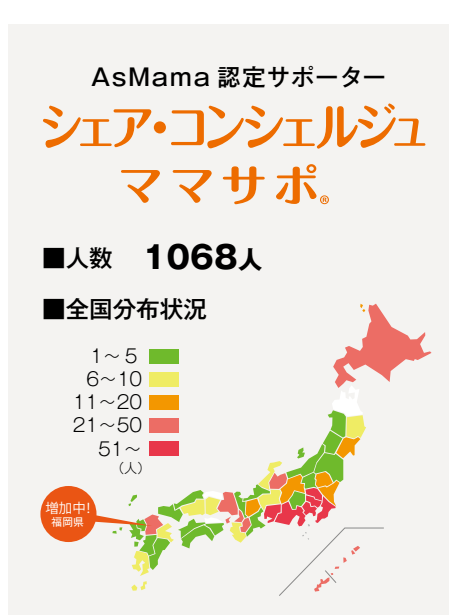 AsMama 認定サポーター
シェア・コンシェルジュ
ママサポ®
■人数 1068人
■全国分布状況
1〜5
6〜10
11〜20
21〜50
51〜
(人)
増加中!
福岡県